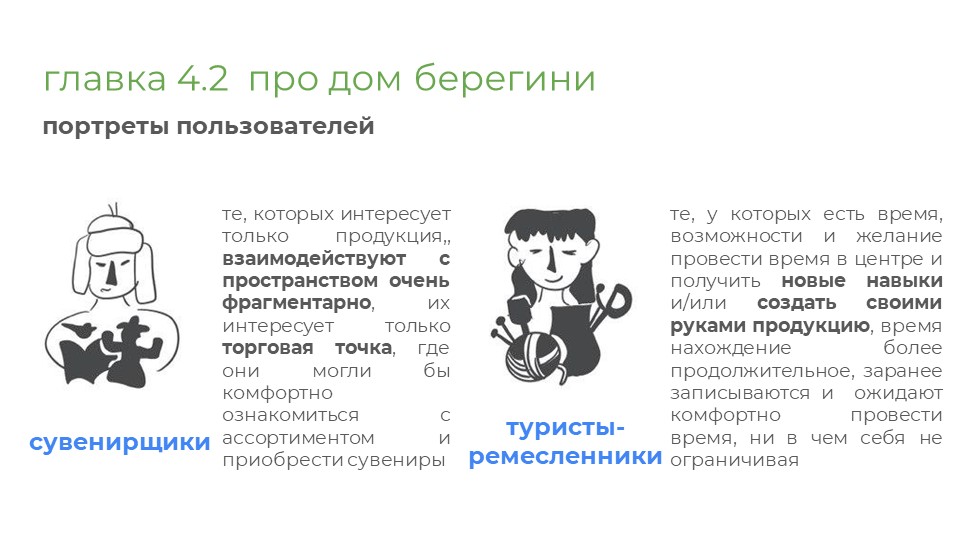 главка 4.2 про дом берегини
портреты пользователей
те, которых интересует
только продукция,,
взаимодействуют с
пространством очень
фрагментарно, их
интересует только
торговая точка, где
они могли бы
комфортно
ознакомиться с
ассортиментом и
приобрести сувениры
сувенирщики
те, у которых есть время,
возможности и желание
провести время в центре и
получить новые навыки
и/или создать своими
руками продукцию, время
нахождение более
продолжительное, заранее
записываются и ожидают
комфортно провести
время, ни в чем себя не
ограничивая
туристы-
ремесленники